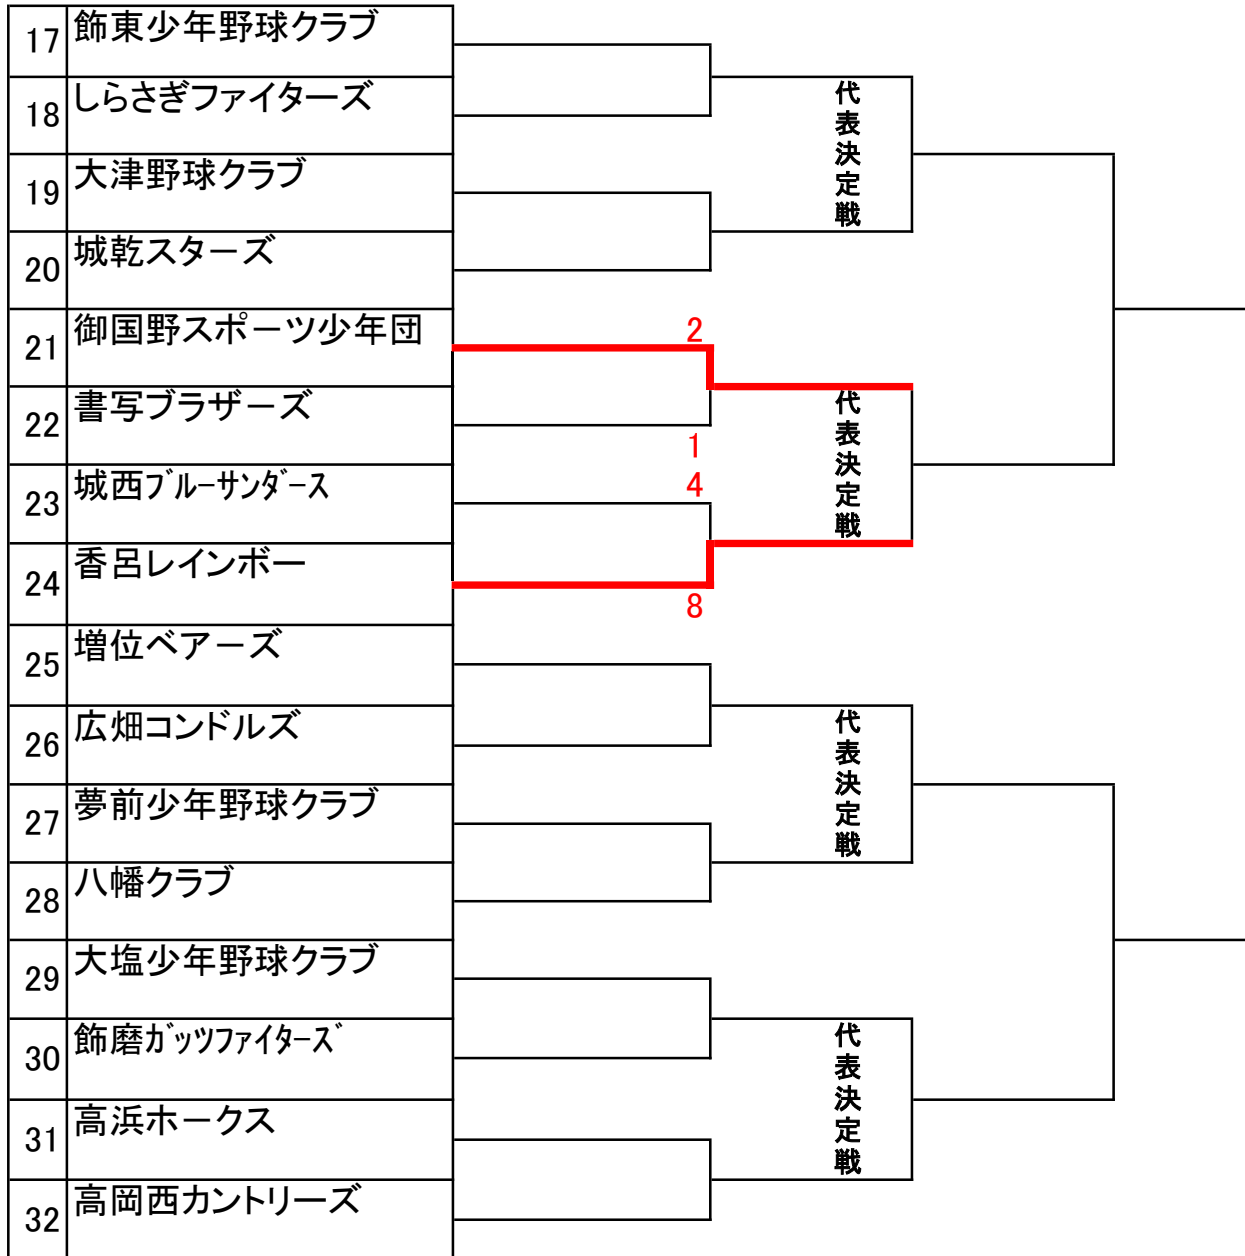 17 飾東少年野球クラブ
18 しらさぎファイターズ
19 大津野球クラブ
20 城乾スターズ
代表決定戦
21 御国野スポーツ少年団
2
22 書写ブラザーズ
1
23 城西ﾌﾞﾙｰｻﾝﾀﾞｰｽ
4
24 香呂レインボー
8
代表決定戦
25 増位ベアーズ
26 広畑コンドルズ
27 夢前少年野球クラブ
28 八幡クラブ
代表決定戦
29 大塩少年野球クラブ
30 飾磨ｶﾞｯﾂﾌｧｲﾀｰｽﾞ
31 高浜ホークス
32 高岡西カントリーズ
代表決定戦